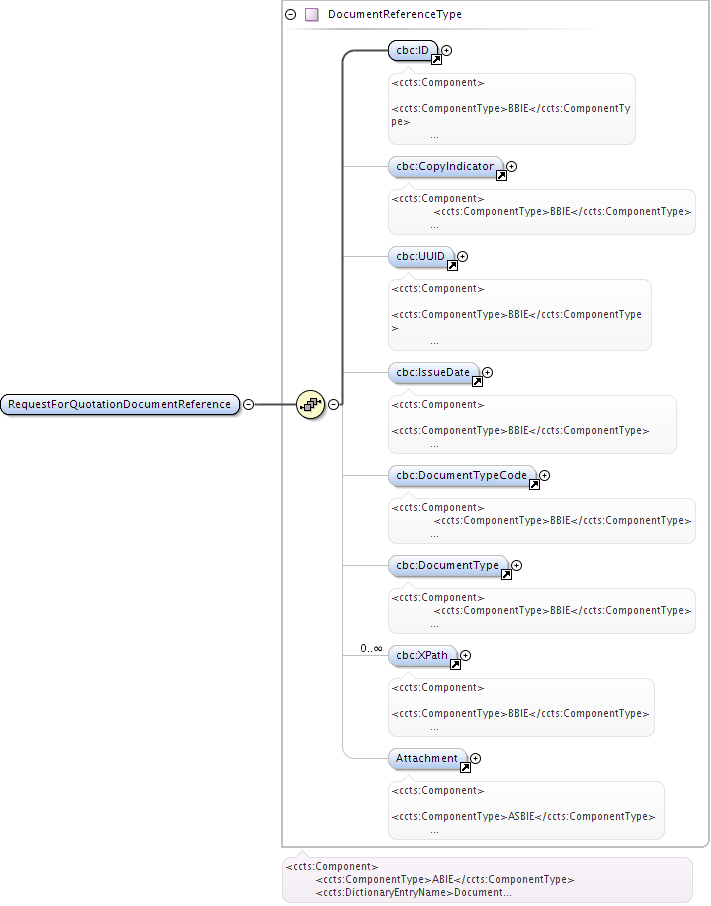 DocumentReferenceType
cbc:ID
<ccts:Component>
<ccts:ComponentType>BBIE</ccts:ComponentTy
pe>
...
cbc:CopyIndicator
<ccts:Component>
<ccts:ComponentType>BBIE</ccts:ComponentType>
...
cbc:UUID
<ccts:Component>
<ccts:ComponentType>BBIE</ccts:ComponentType
>
...
cbc:IssueDate
<ccts:Component>
<ccts:ComponentType>BBIE</ccts:ComponentType>
...
RequestForQuotationDocumentReference
cbc:DocumentTypeCode
<ccts:Component>
<ccts:ComponentType>BBIE</ccts:ComponentType>
...
cbc:DocumentType
<ccts:Component>
<ccts:ComponentType>BBIE</ccts:ComponentType>
...
0..∞
cbc:XPath
<ccts:Component>
<ccts:ComponentType>BBIE</ccts:ComponentType>
...
Attachment
<ccts:Component>
<ccts:ComponentType>ASBIE</ccts:ComponentType>
...
<ccts:Component>
<ccts:ComponentType>ABIE</ccts:ComponentType>
<ccts:DictionaryEntryName>Document...